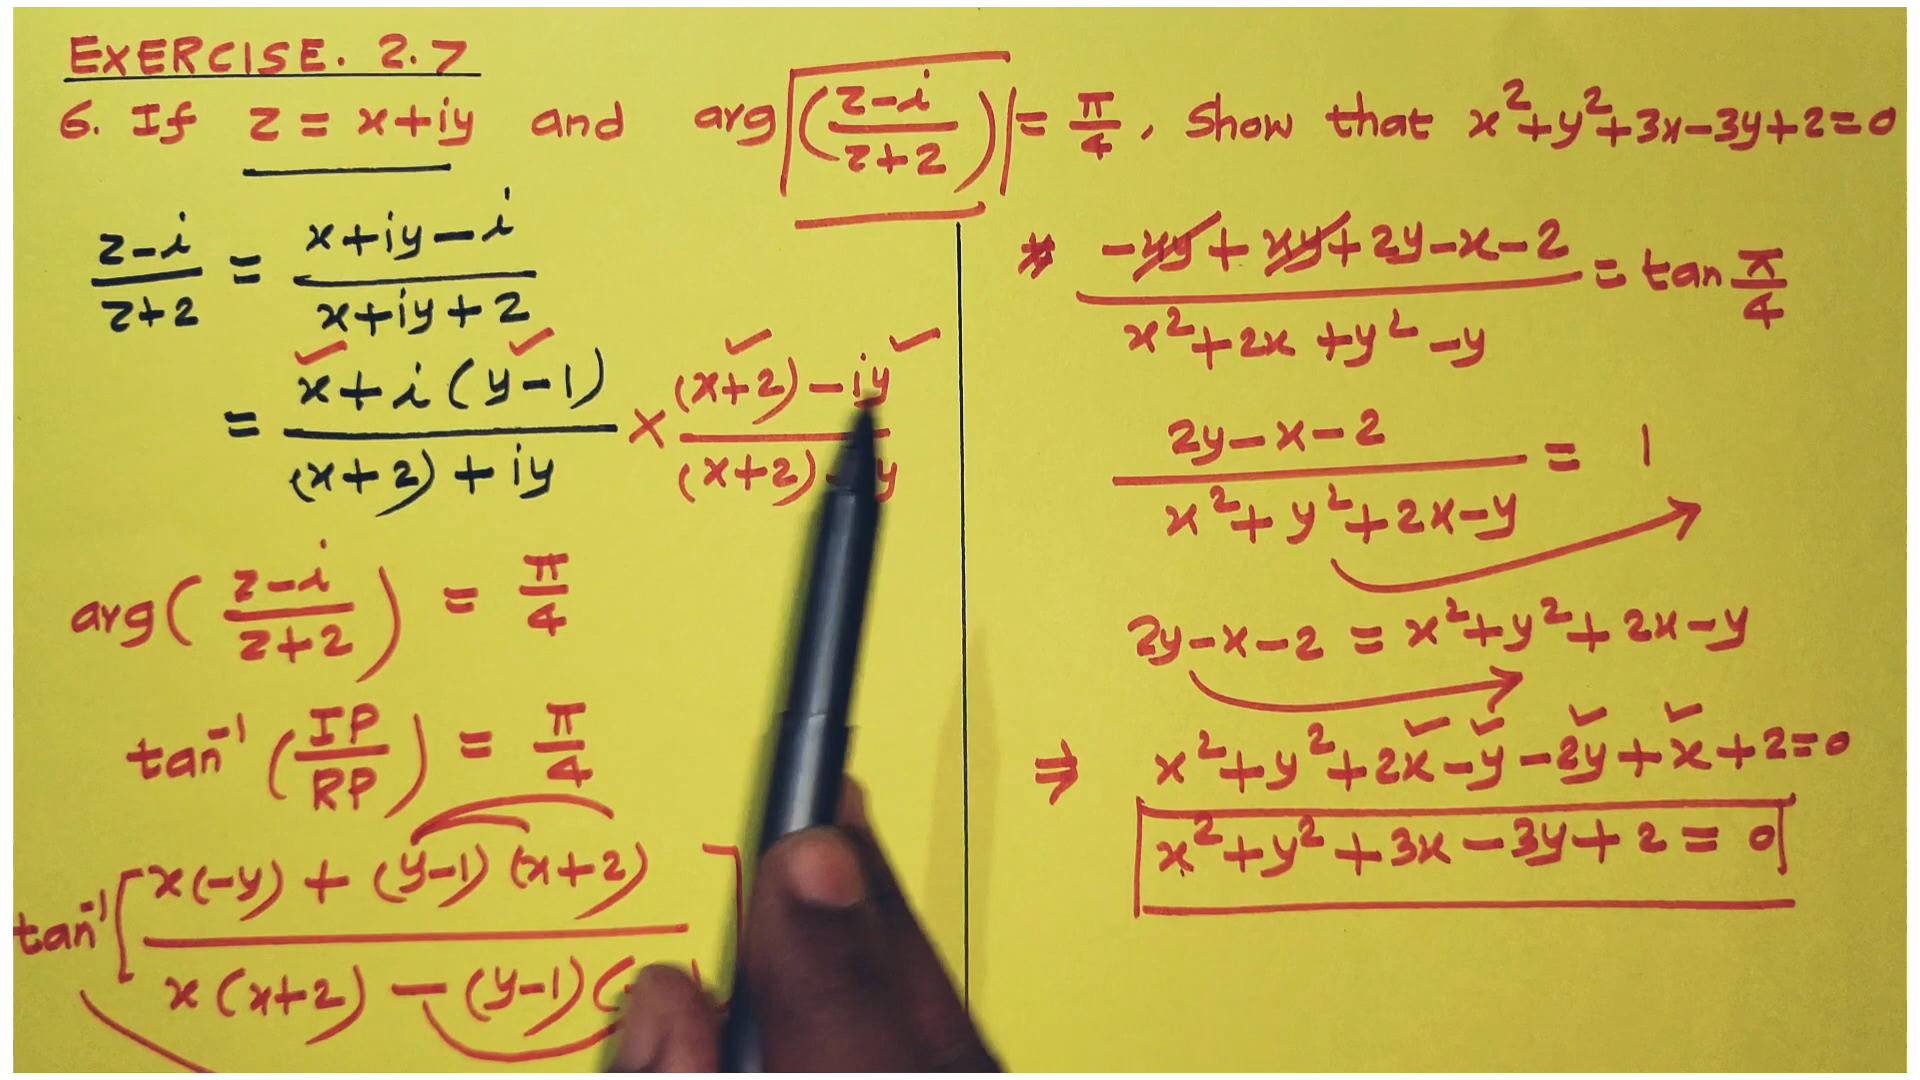 EXERCISE. 2.7
6. If z = x+iy and arg|(z-i/z+2)| = π/4, Show that x²+y²+3x-3y+2=0
z-i/z+2 = x+iy-i/x+iy+2
= x+i(y-1)/(x+2)+iy × (x+2)-iy/(x+2) y
arg(z-i/z+2) = π/4
tan⁻¹(IP/RP) = π/4
tan⁻¹[x(-y)+(y-1)(x+2)/x(x+2)-(y-1)(
* -xy+xy+2y-x-2/x²+2x+y²-y = tan π/4
2y-x-2/x²+y²+2x-y = 1
2y-x-2 = x²+y²+2x-y
⇒ x²+y²+2x-y-2y+x+2=0
x²+y²+3x-3y+2=0